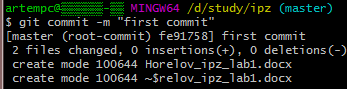 artempc@ MINGW64 /d/study/ipz (master)
$ git commit -m "first commit"
[master (root-commit) fe91758] first commit
 2 files changed, 0 insertions(+), 0 deletions(-)
 create mode 100644 Horelov_ipz_lab1.docx
 create mode 100644 ~$relov_ipz_lab1.docx